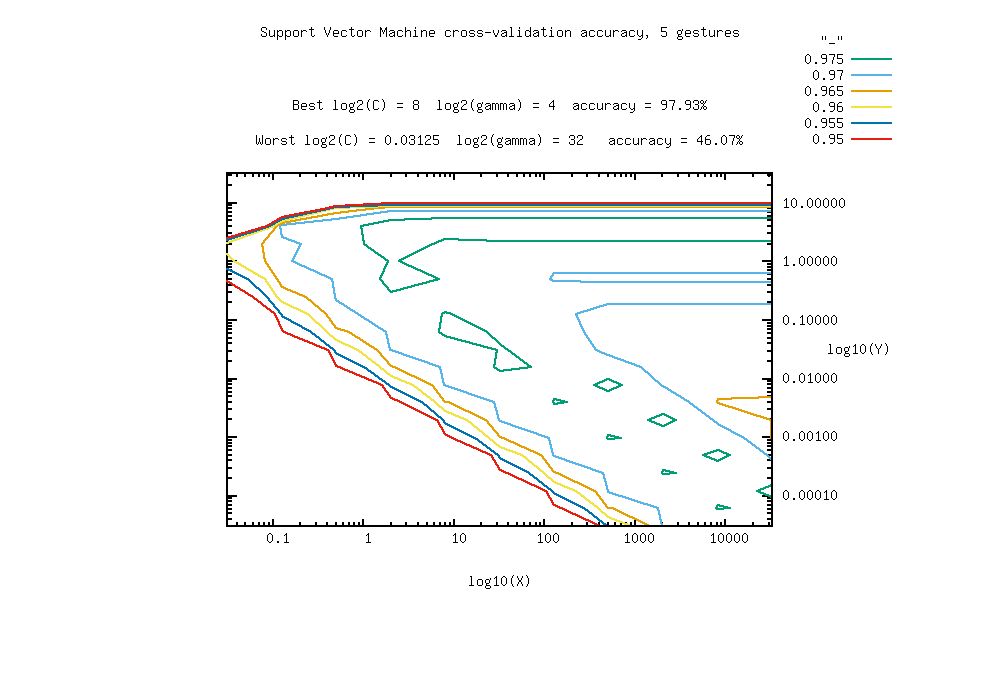 Support Vector Machine cross-validation accuracy, 5 gestures
"_"
0.975
0.97
0.965
0.96
0.955
0.95
Best log2(C) = 8 log2(gamma) = 4 accuracy = 97.93%
Worst log2(C) = 0.03125 log2(gamma) = 32 accuracy = 46.07%
10.00000
1.00000
0.10000
log10(Y)
0.01000
0.00100
0.00010
0.1 1 10 100 1000 10000
log10(X)